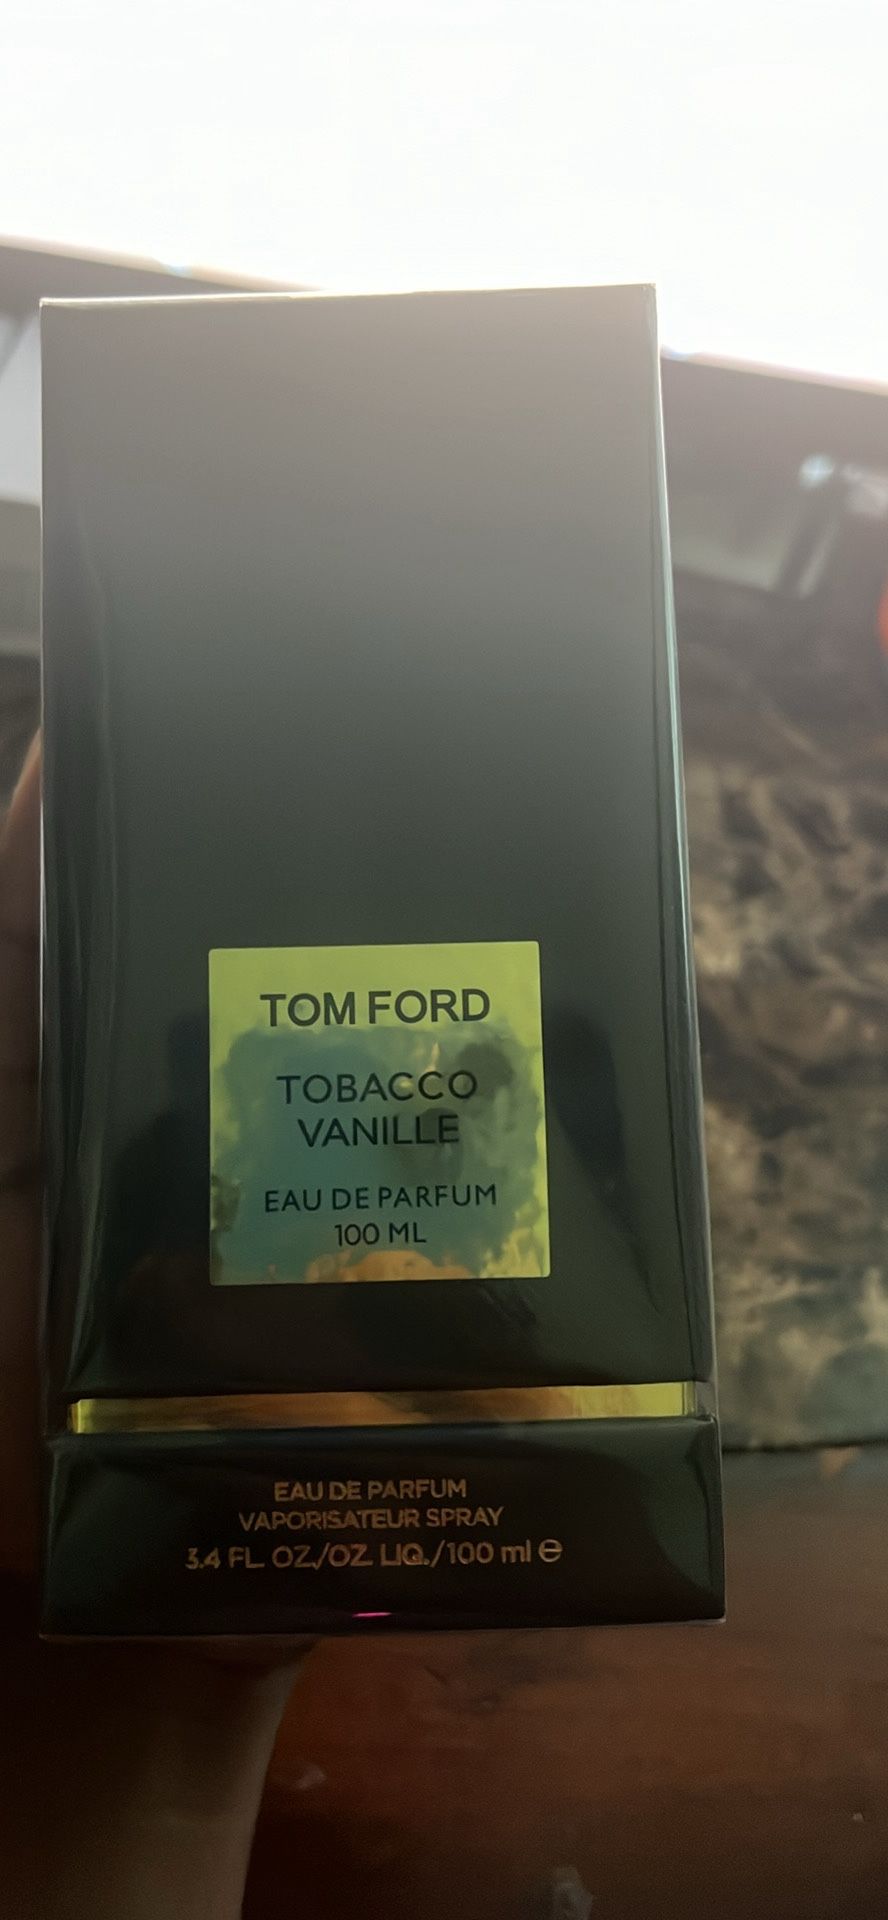 TOM FORD
TOBACCO
VANILLE
EAU DE PARFUM
100 ML
EAU DE PARFUM
VAPORISATEUR SPRAY
3.4 FL OZ./OZ LIQ./100 ml ℮